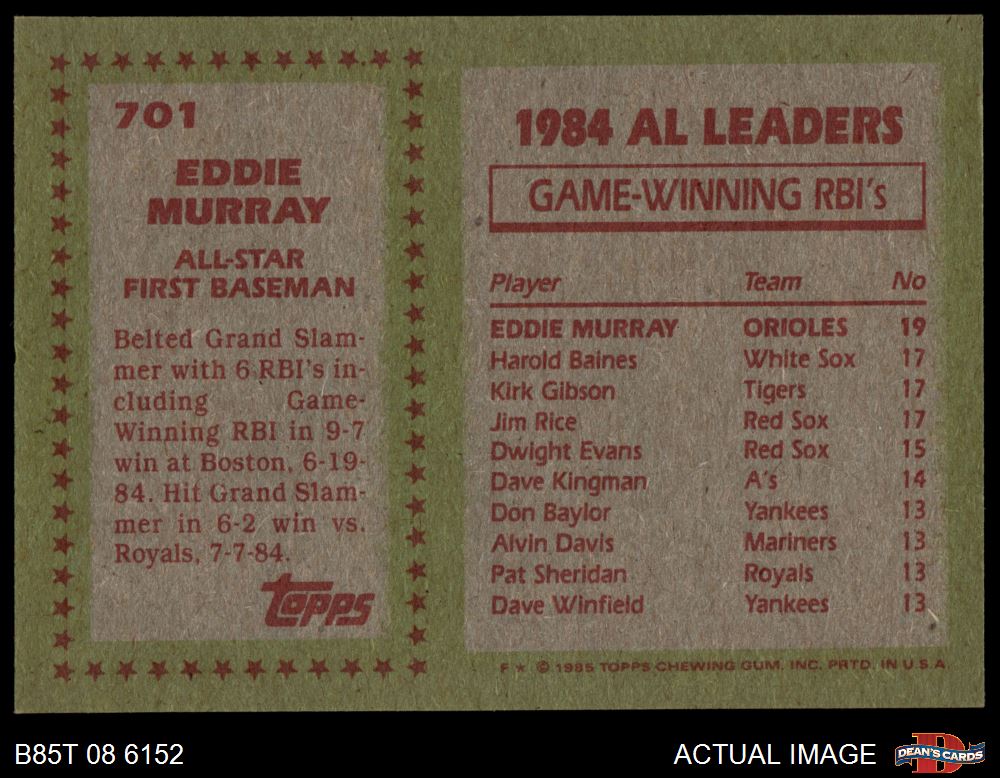 701
EDDIE
MURRAY
ALL-STAR
FIRST BASEMAN
Belted Grand Slam-
mer with 6 RBI's in-
cluding Game-
Winning RBI in 9-7
win at Boston, 6-19-
84. Hit Grand Slam-
mer in 6-2 win vs.
Royals, 7-7-84.
topps
1984 AL LEADERS
GAME-WINNING RBI's
Player Team No
EDDIE MURRAY ORIOLES 19
Harold Baines White Sox 17
Kirk Gibson Tigers 17
Jim Rice Red Sox 17
Dwight Evans Red Sox 15
Dave Kingman A's 14
Don Baylor Yankees 13
Alvin Davis Mariners 13
Pat Sheridan Royals 13
Dave Winfield Yankees 13
F ★ © 1985 TOPPS CHEWING GUM, INC. PRTD. IN U.S.A.
B85T 08 6152
ACTUAL IMAGE
D
DEAN'S CARDS